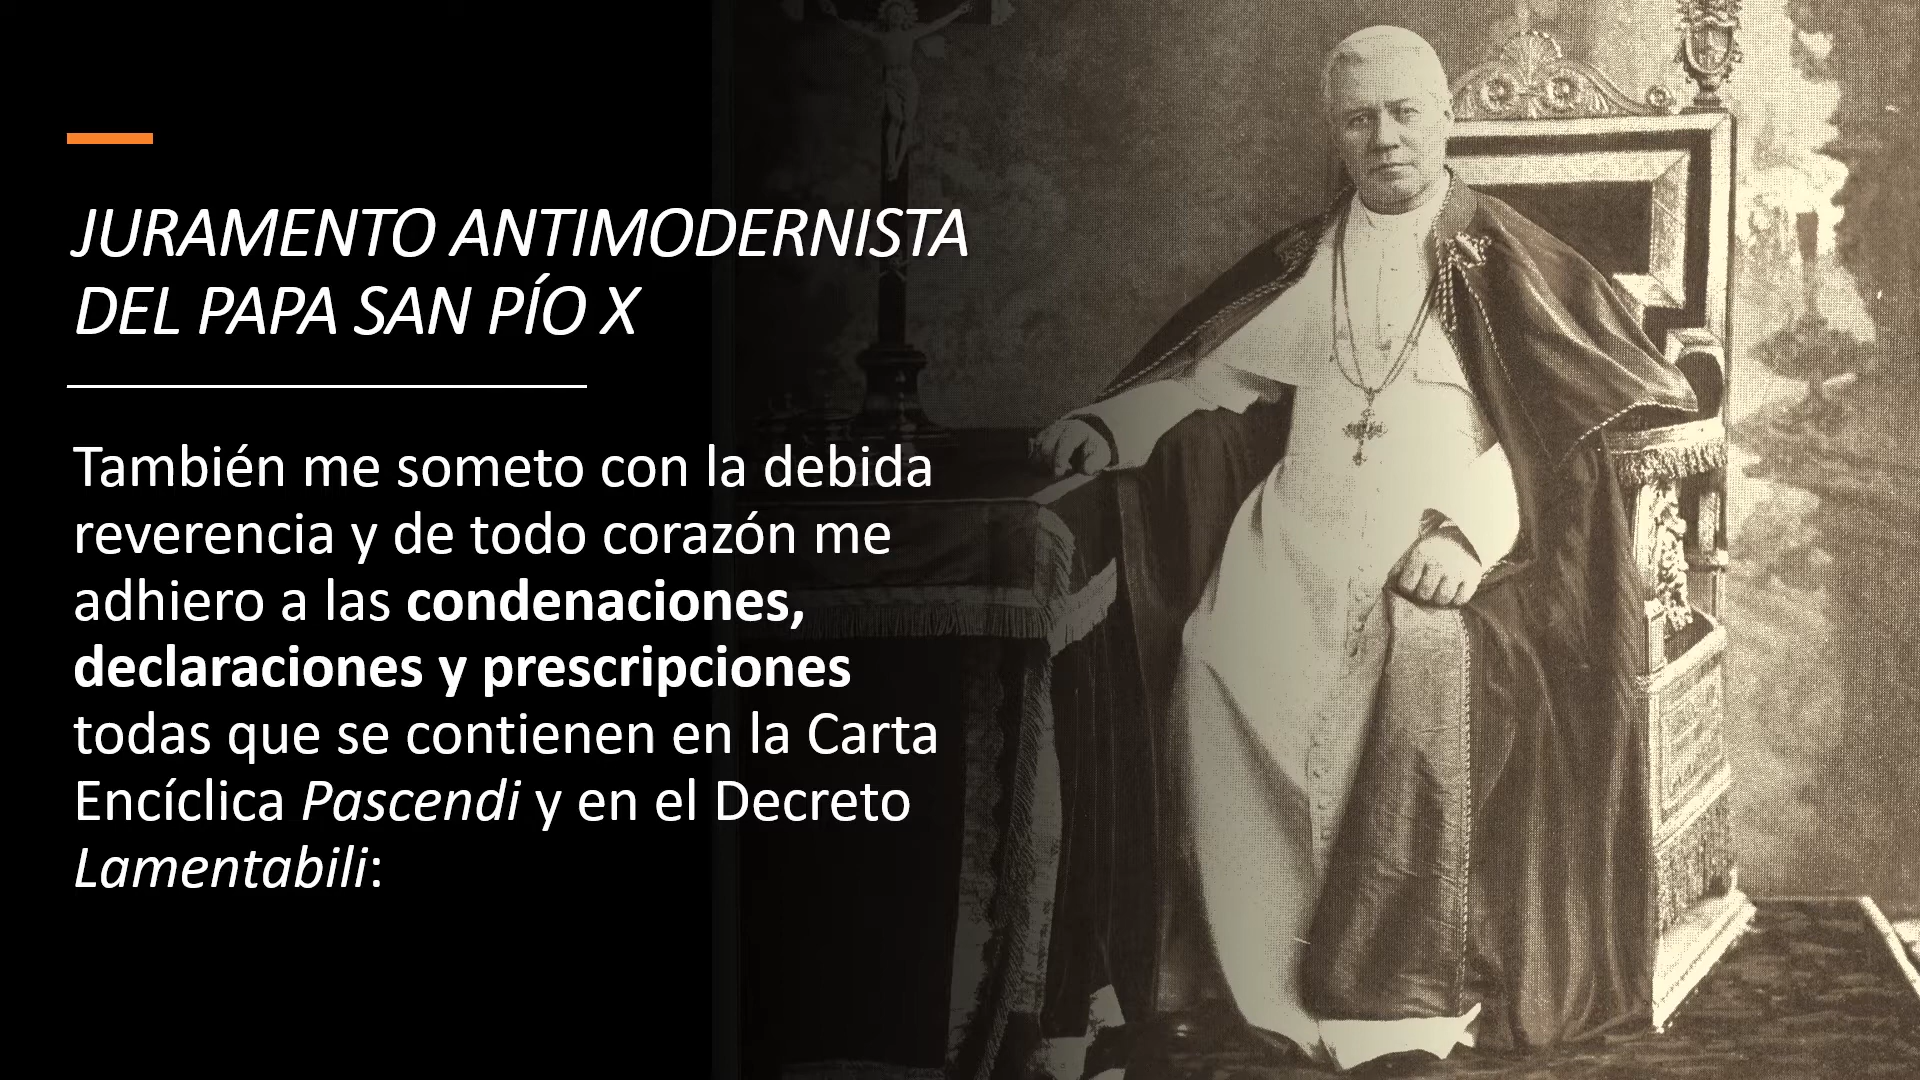 JURAMENTO ANTIMODERNISTA
DEL PAPA SAN PÍO X
También me someto con la debida
reverencia y de todo corazón me
adhiero a las condenaciones,
declaraciones y prescripciones
todas que se contienen en la Carta
Encíclica Pascendi y en el Decreto
Lamentabili: